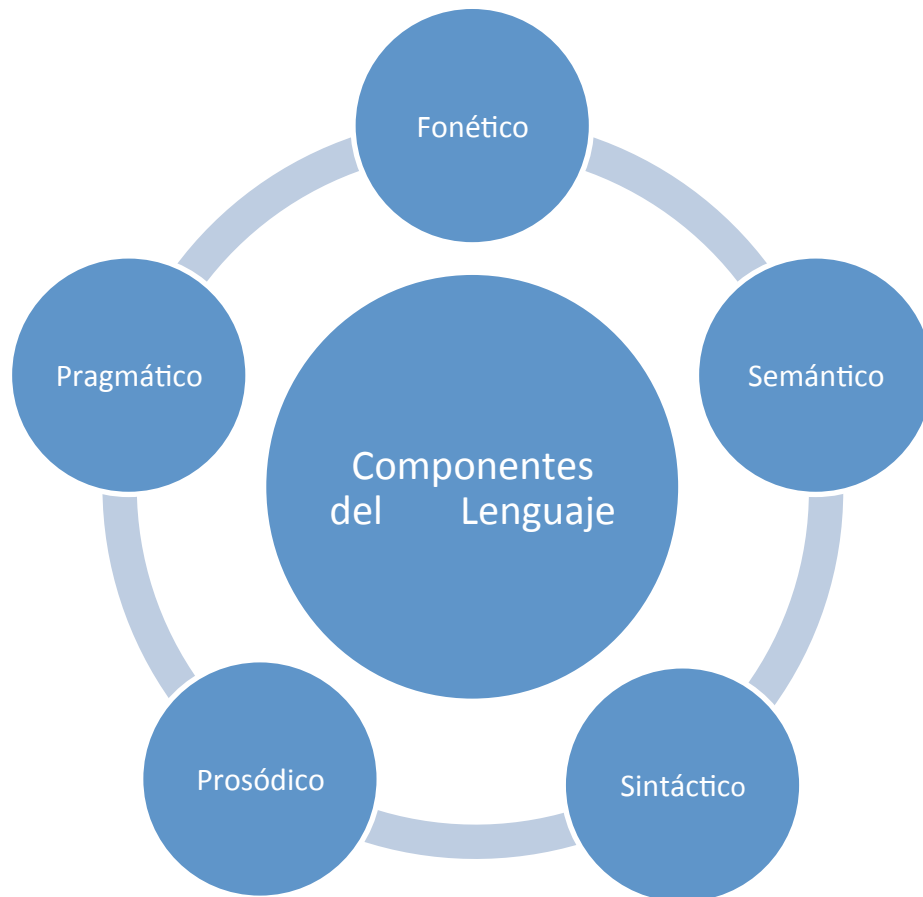 Fonético
Pragmático
Semántico
Componentes
del Lenguaje
Prosódico
Sintáctico